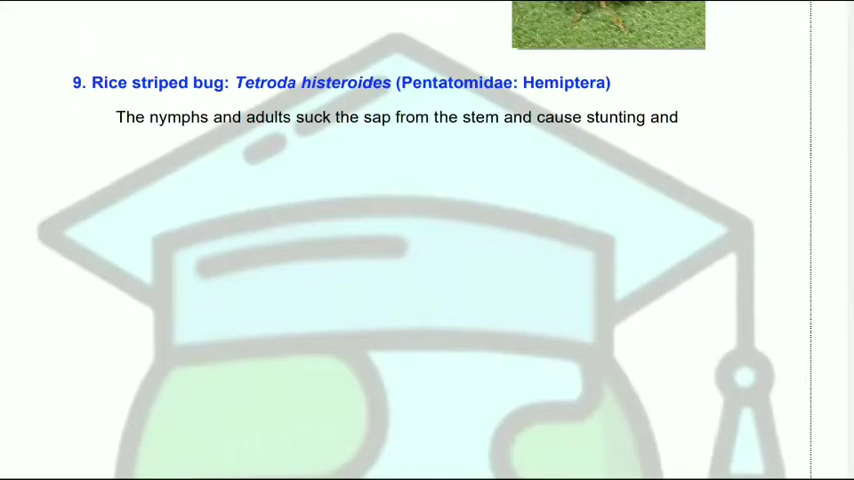 9. Rice striped bug: Tetroda histeroides (Pentatomidae: Hemiptera)
The nymphs and adults suck the sap from the stem and cause stunting and